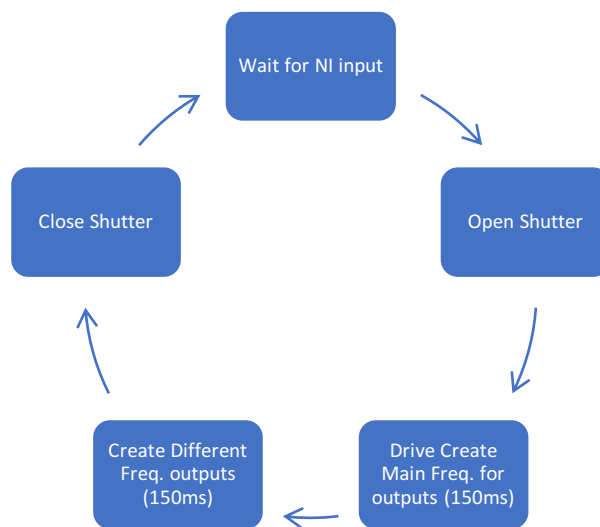 Wait for NI input
Open Shutter
Drive Create
Main Freq. for
outputs (150ms)
Create Different
Freq. outputs
(150ms)
Close Shutter